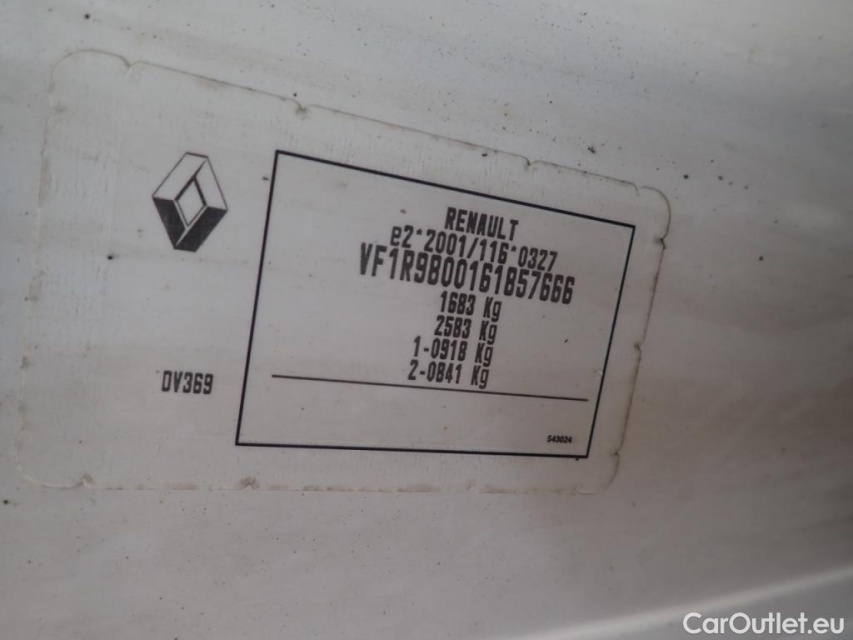 RENAULT
e2*2001/116*0327
VF1R9800161857666
1683 Kg
2583 Kg
1-0918 Kg
2-0841 Kg
DV369
543024
CarOutlet.eu